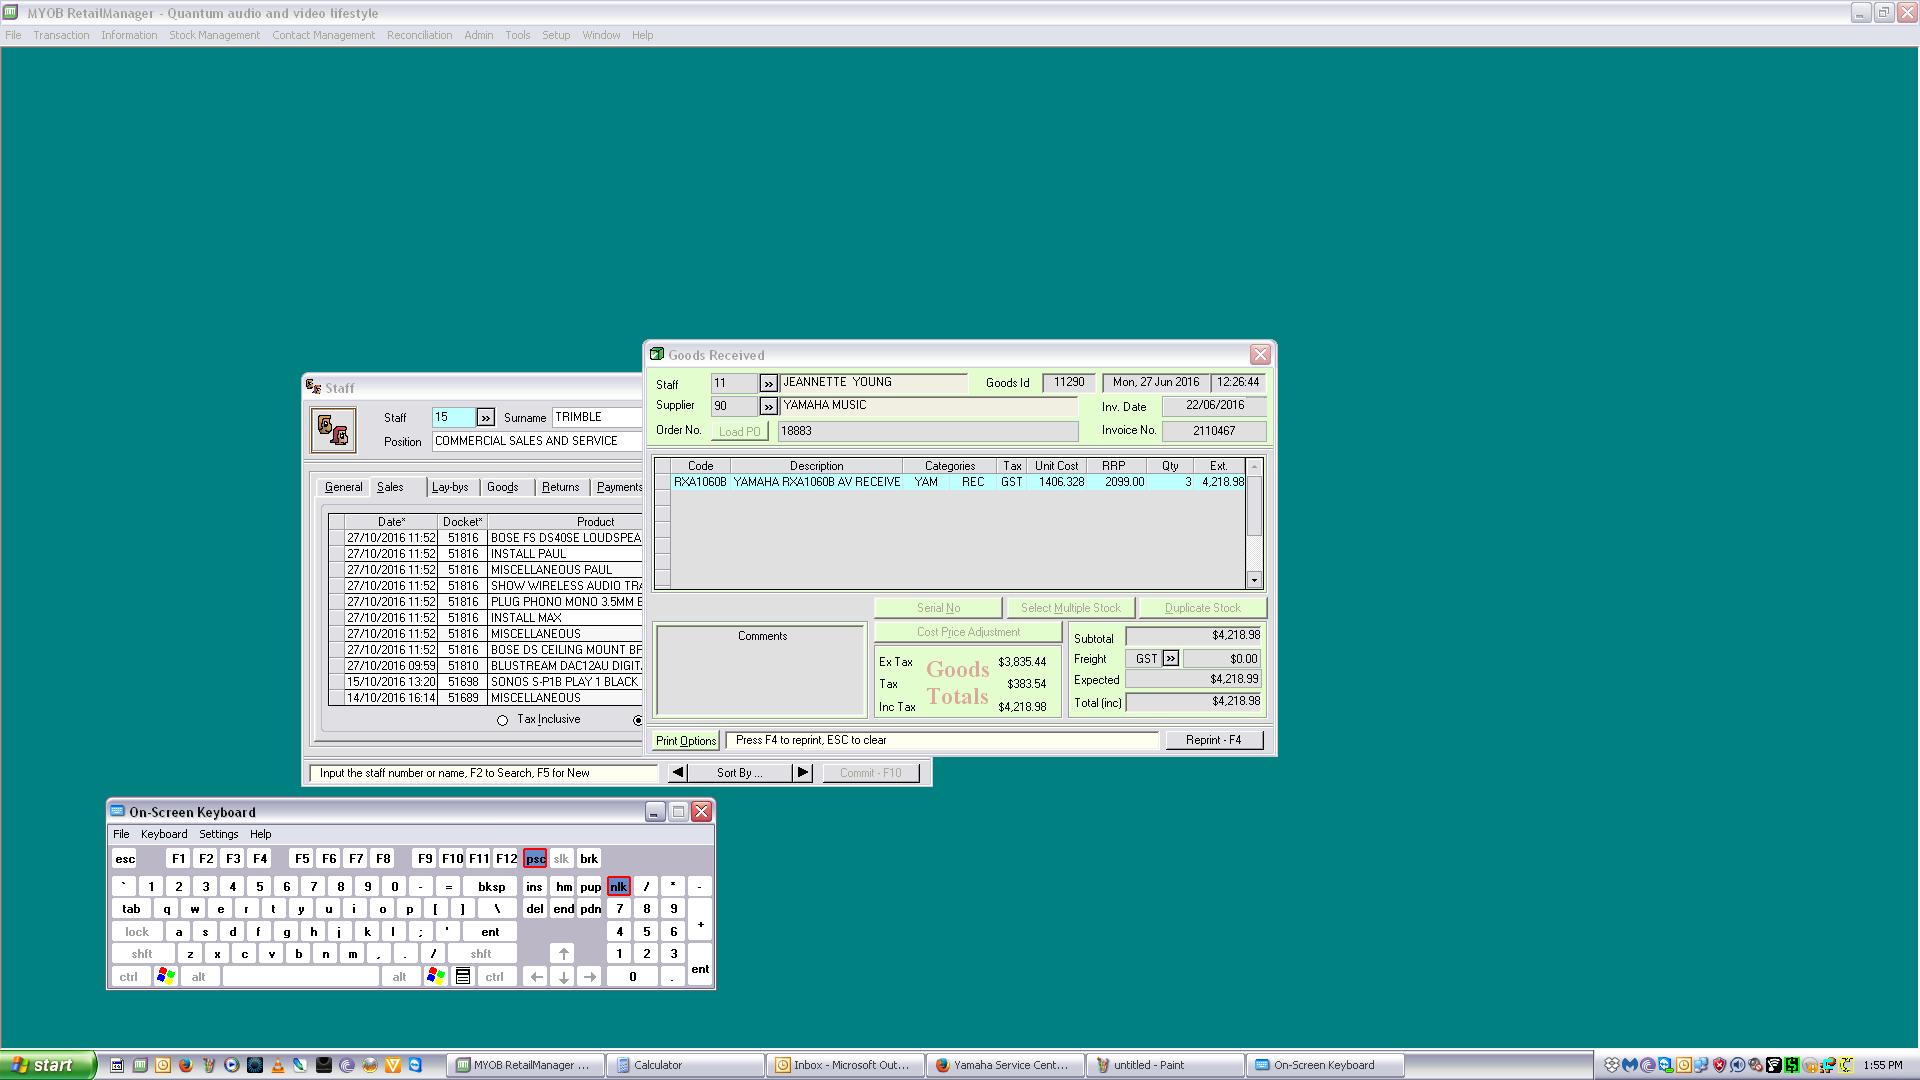 MYOB RetailManager - Quantum audio and video lifestyle
File Transaction Information Stock Management Contact Management Reconciliation Admin Tools Setup Window Help
Goods Received
Staff 11 >> JEANNETTE YOUNG Goods Id 11290 Mon, 27 Jun 2016 12:26:44
Supplier 90 >> YAMAHA MUSIC Inv. Date 22/06/2016
Order No. Load PO 18883 Invoice No. 2110467
Code Description Categories Tax Unit Cost RRP Qty Ext.
RXA1060B YAMAHA RXA1060B AV RECEIVE YAM REC GST 1406.328 2099.00 3 4,218.98
Serial No Select Multiple Stock Duplicate Stock
Comments
Cost Price Adjustment
Goods Totals
Ex Tax $3,835.44
Tax $383.54
Inc Tax $4,218.98
Subtotal $4,218.98
Freight GST >> $0.00
Expected $4,218.99
Total (inc) $4,218.98
Print Options Press F4 to reprint, ESC to clear Reprint - F4
Staff
Staff 15 >> Surname TRIMBLE
Position COMMERCIAL SALES AND SERVICE
General Sales Lay-bys Goods Returns Payments
Date* Docket* Product
27/10/2016 11:52 51816 BOSE FS DS40SE LOUDSPEA
27/10/2016 11:52 51816 INSTALL PAUL
27/10/2016 11:52 51816 MISCELLANEOUS PAUL
27/10/2016 11:52 51816 SHOW WIRELESS AUDIO TRA
27/10/2016 11:52 51816 PLUG PHONO MONO 3.5MM B
27/10/2016 11:52 51816 INSTALL MAX
27/10/2016 11:52 51816 MISCELLANEOUS
27/10/2016 11:52 51816 BOSE DS CEILING MOUNT BF
27/10/2016 09:59 51810 BLUSTREAM DAC12AU DIGIT
15/10/2016 13:20 51698 SONOS S-P1B PLAY 1 BLACK
14/10/2016 16:14 51689 MISCELLANEOUS
Tax Inclusive
Input the staff number or name, F2 to Search, F5 for New Sort By ... Commit - F10
On-Screen Keyboard
File Keyboard Settings Help
esc F1 F2 F3 F4 F5 F6 F7 F8 F9 F10 F11 F12 psc slk brk
` 1 2 3 4 5 6 7 8 9 0 - = bksp ins hm pup nlk / * -
tab q w e r t y u i o p [ ] \ del end pdn 7 8 9 +
lock a s d f g h j k l ; ' ent 4 5 6
shft z x c v b n m , . / shft ↑ 1 2 3 ent
ctrl alt alt ctrl ← ↓ → 0 .
start MYOB RetailManager ... Calculator Inbox - Microsoft Out... Yamaha Service Cent... untitled - Paint On-Screen Keyboard 1:55 PM